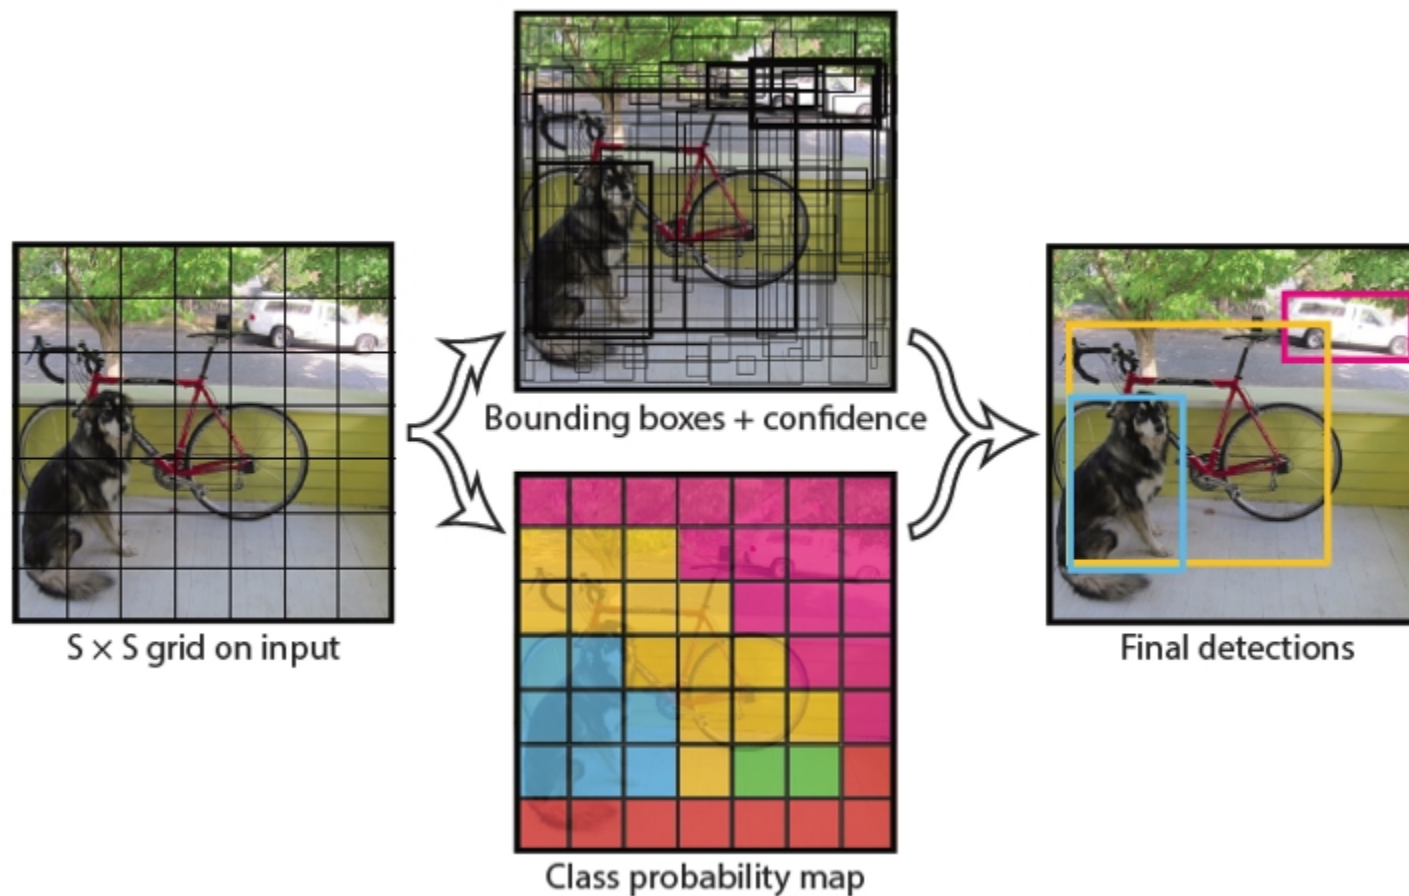 Bounding boxes + confidence
S × S grid on input
Final detections
Class probability map